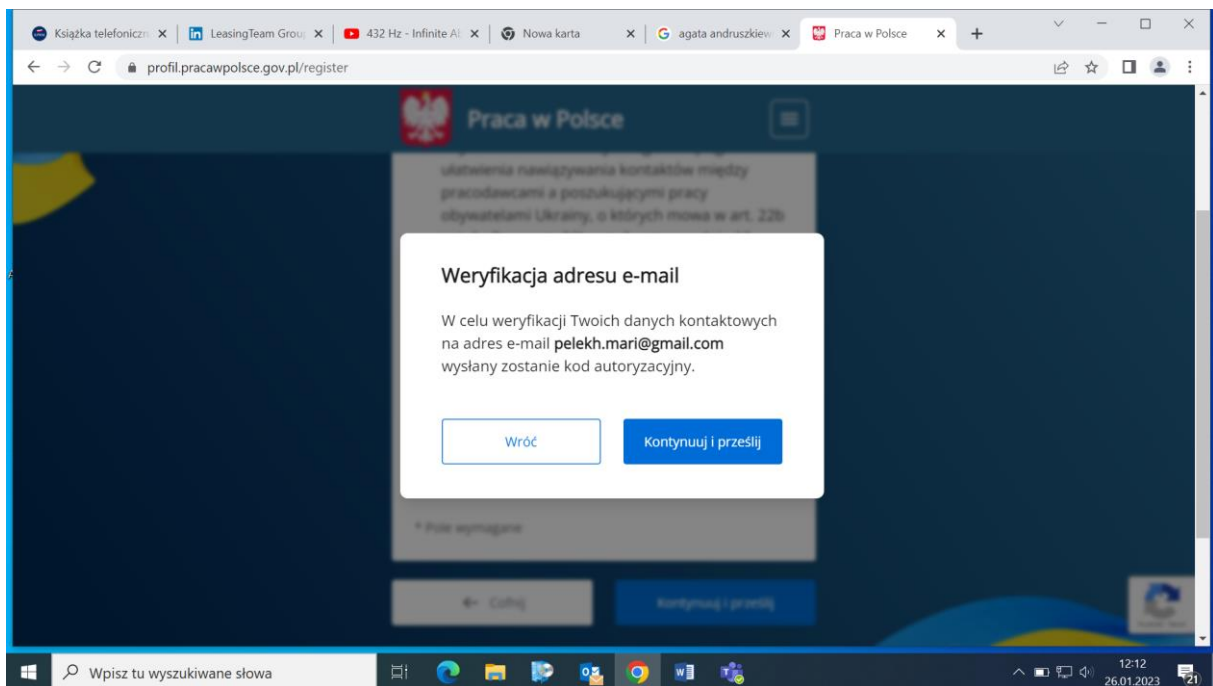 Książka telefoniczn
LeasingTeam Grou
432 Hz - Infinite Al
Nowa karta
agata andruszkiew
Praca w Polsce
profil.pracawpolsce.gov.pl/register
Praca w Polsce
ułatwienia nawiązywania kontaktów między
pracodawcami a poszukującymi pracy
obywatelami Ukrainy, o których mowa w art. 22b
Weryfikacja adresu e-mail
W celu weryfikacji Twoich danych kontaktowych
na adres e-mail pelekh.mari@gmail.com
wysłany zostanie kod autoryzacyjny.
Wróć
Kontynuuj i prześlij
* Pole wymagane
← Cofnij
Kontynuuj i prześlij
Wpisz tu wyszukiwane słowa
12:12
26.01.2023
21